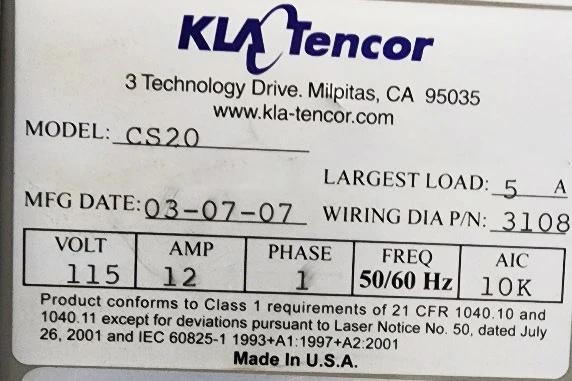 KLA Tencor
3 Technology Drive. Milpitas, CA 95035
www.kla-tencor.com
MODEL: CS20
LARGEST LOAD: 5 A
MFG DATE: 03-07-07 WIRING DIA P/N: 3108
VOLT AMP PHASE FREQ AIC
115 12 1 50/60 Hz 10K
Product conforms to Class 1 requirements of 21 CFR 1040.10 and
1040.11 except for deviations pursuant to Laser Notice No. 50, dated July
26, 2001 and IEC 60825-1 1993+A1:1997+A2:2001
Made In U.S.A.